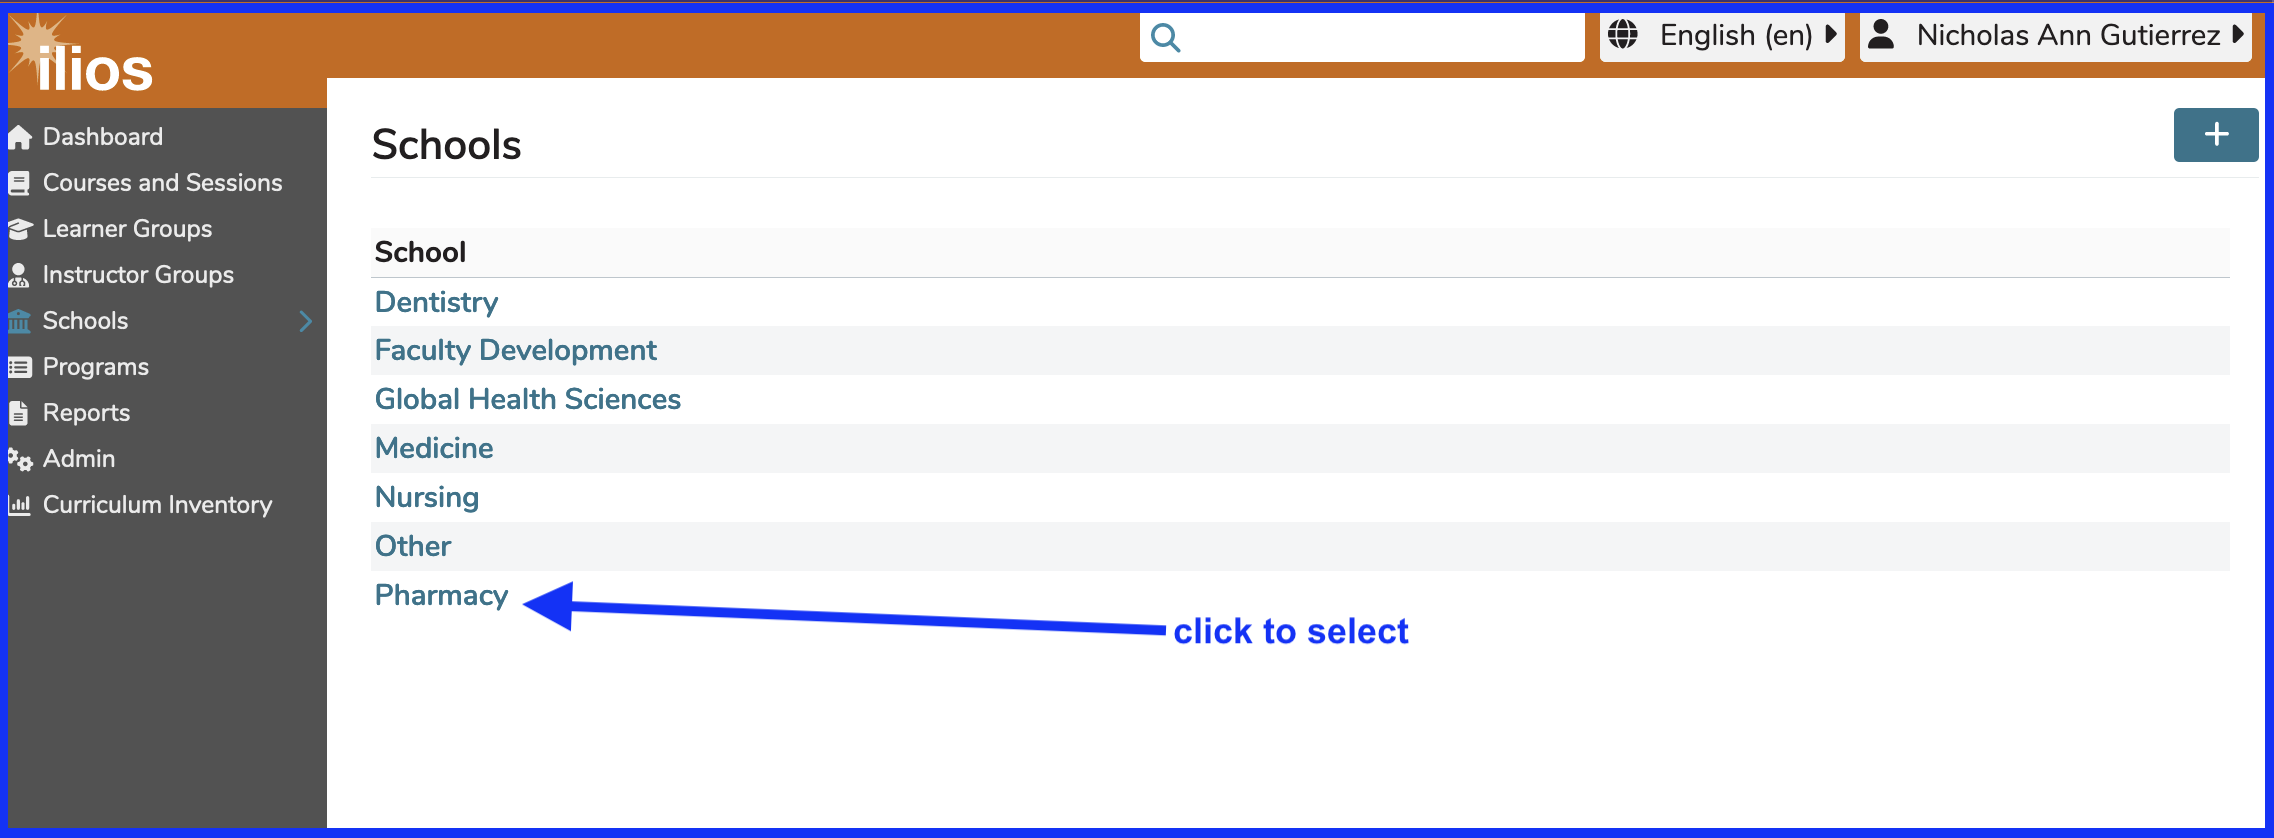 ilios
English (en)
Nicholas Ann Gutierrez
Dashboard
Courses and Sessions
Learner Groups
Instructor Groups
Schools
Programs
Reports
Admin
Curriculum Inventory
Schools
+
School
Dentistry
Faculty Development
Global Health Sciences
Medicine
Nursing
Other
Pharmacy
click to select